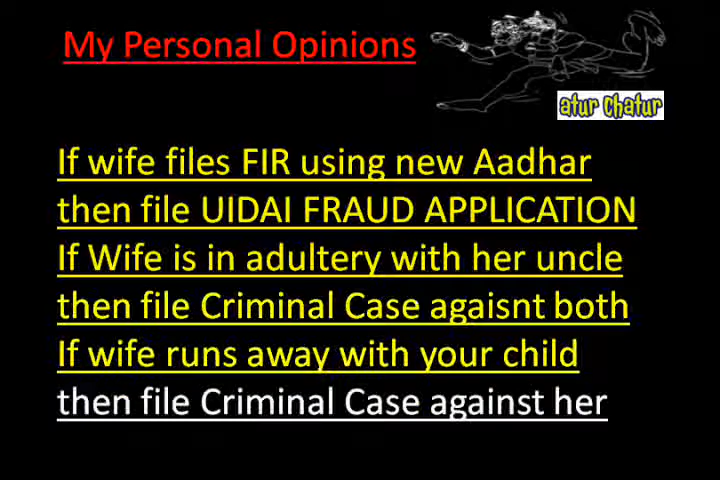 My Personal Opinions
atur chatur
If wife files FIR using new Aadhar
then file UIDAI FRAUD APPLICATION
If Wife is in adultery with her uncle
then file Criminal Case agaisnt both
If wife runs away with your child
then file Criminal Case against her